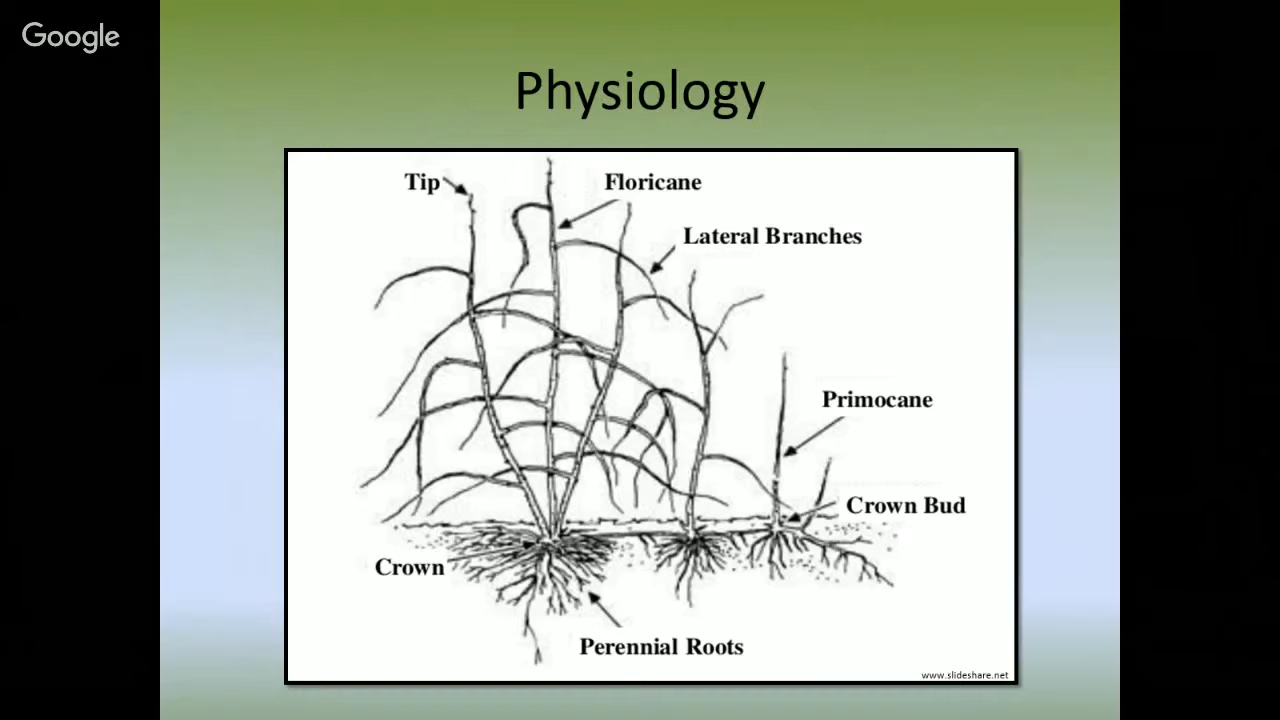 Google
Physiology
Tip
Floricane
Lateral Branches
Primocane
Crown Bud
Crown
Perennial Roots
www.slideshare.net